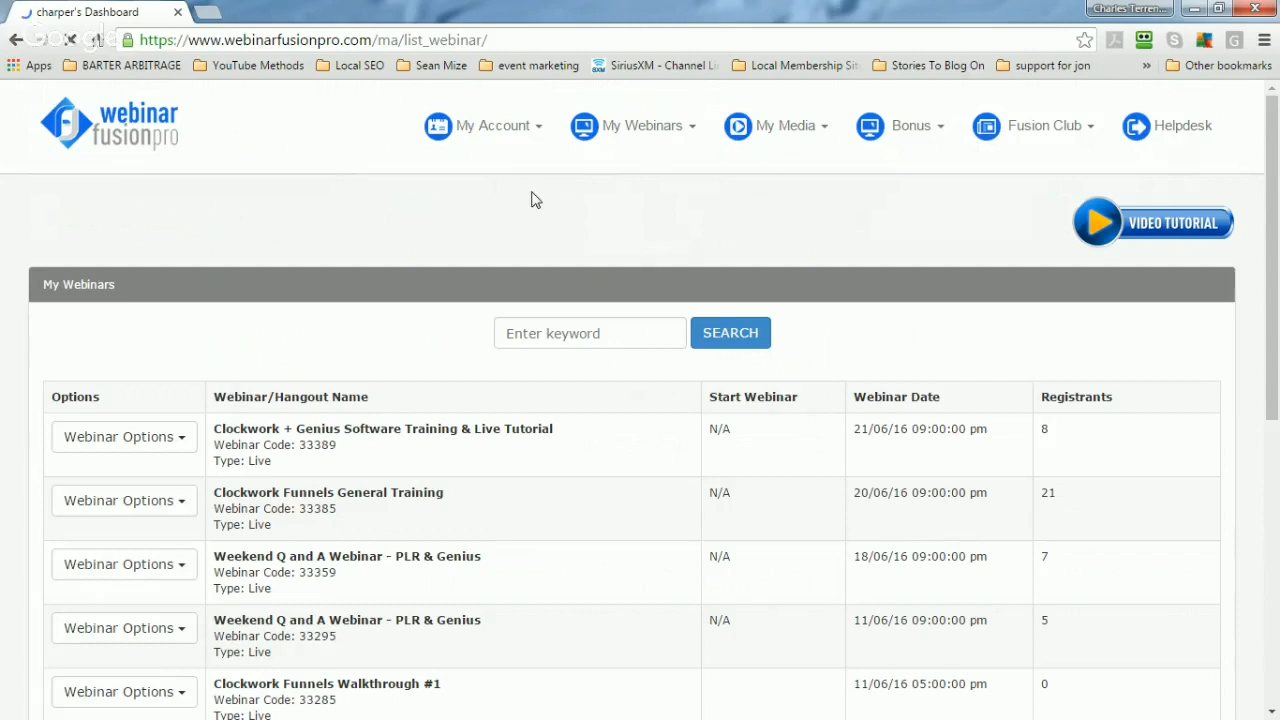 charper's Dashboard
Charles Terren...
Google
https://www.webinarfusionpro.com/ma/list_webinar/
Apps BARTER ARBITRAGE YouTube Methods Local SEO Sean Mize event marketing SiriusXM - Channel Li Local Membership Sit Stories To Blog On support for jon » Other bookmarks
webinar
fusionpro
My Account My Webinars My Media Bonus Fusion Club Helpdesk
VIDEO TUTORIAL
My Webinars
Enter keyword SEARCH
Options Webinar/Hangout Name Start Webinar Webinar Date Registrants
Webinar Options Clockwork + Genius Software Training & Live Tutorial N/A 21/06/16 09:00:00 pm 8
Webinar Code: 33389
Type: Live
Webinar Options Clockwork Funnels General Training N/A 20/06/16 09:00:00 pm 21
Webinar Code: 33385
Type: Live
Webinar Options Weekend Q and A Webinar - PLR & Genius N/A 18/06/16 09:00:00 pm 7
Webinar Code: 33359
Type: Live
Webinar Options Weekend Q and A Webinar - PLR & Genius N/A 11/06/16 09:00:00 pm 5
Webinar Code: 33295
Type: Live
Webinar Options Clockwork Funnels Walkthrough #1 11/06/16 05:00:00 pm 0
Webinar Code: 33285
Type: Live